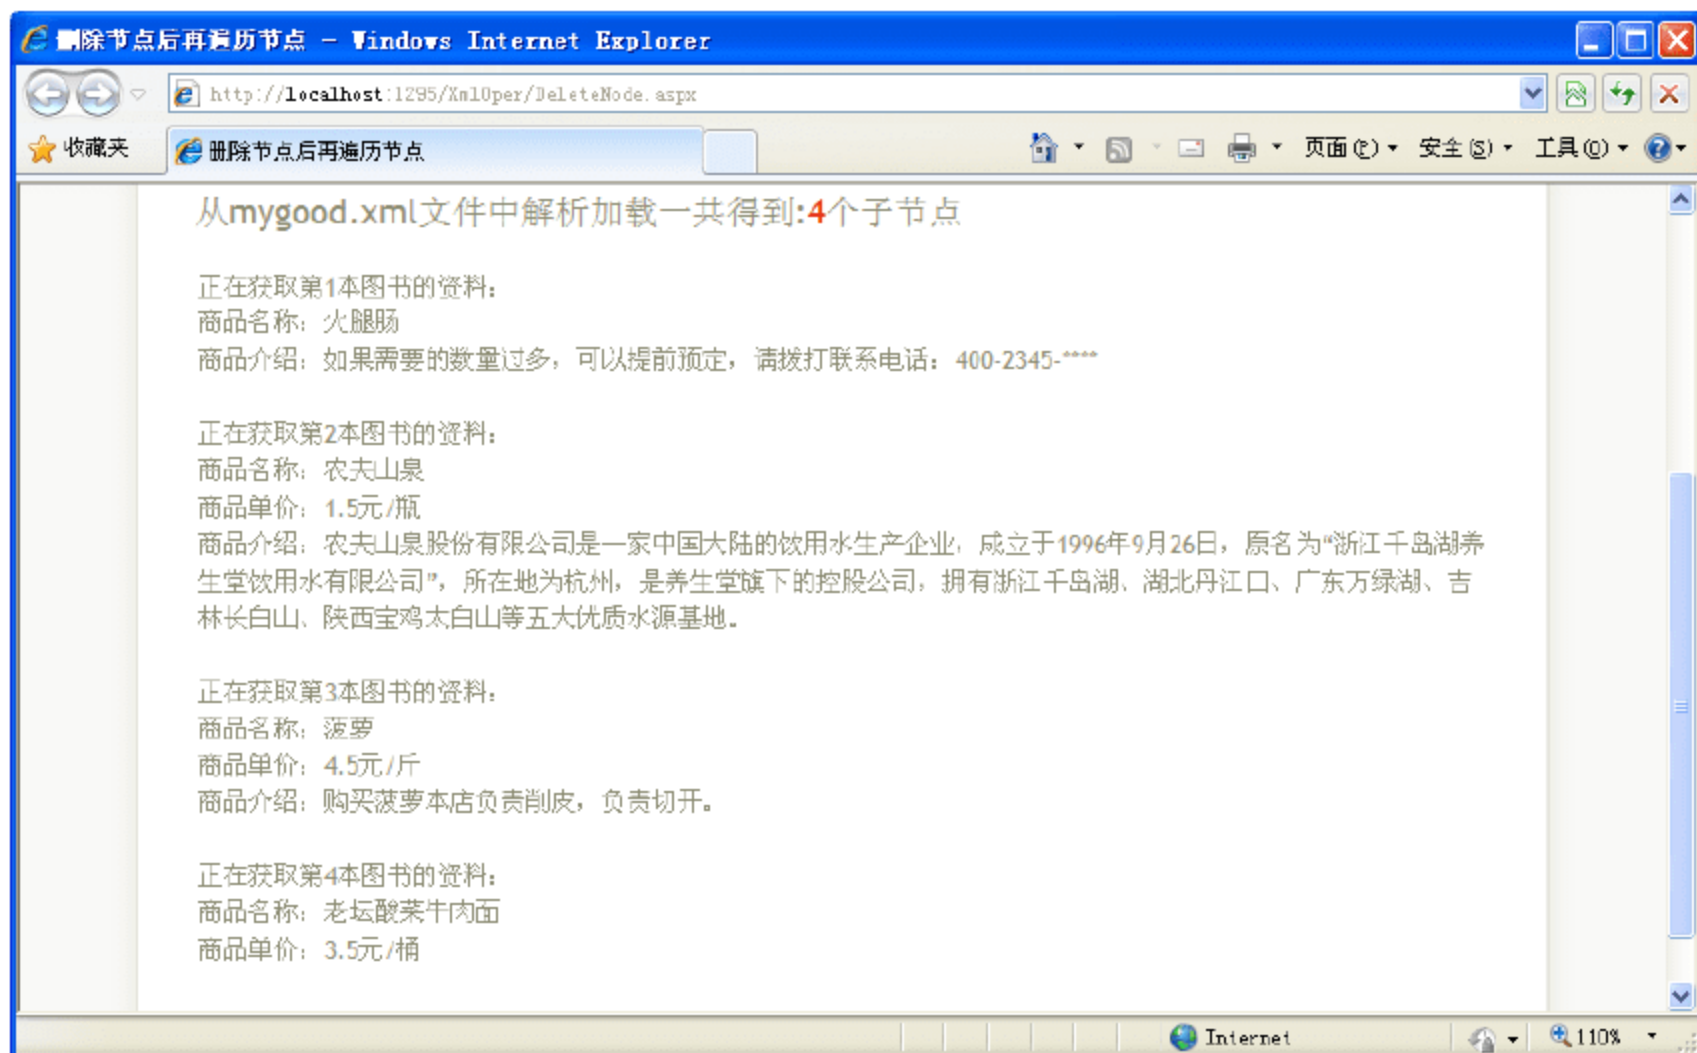 删除节点后再遍历节点 - Windows Internet Explorer
http://localhost:1295/XmlOper/DeleteNode.aspx
收藏夹
删除节点后再遍历节点
页面(P)
安全(S)
工具(O)
从mygood.xml文件中解析加载一共得到:4个子节点
正在获取第1本图书的资料：
商品名称：火腿肠
商品介绍：如果需要的数量过多，可以提前预定，请拨打联系电话：400-2345-****
正在获取第2本图书的资料：
商品名称：农夫山泉
商品单价：1.5元/瓶
商品介绍：农夫山泉股份有限公司是一家中国大陆的饮用水生产企业，成立于1996年9月26日，原名为“浙江千岛湖养
生堂饮用水有限公司”，所在地为杭州，是养生堂旗下的控股公司，拥有浙江千岛湖、湖北丹江口、广东万绿湖、吉
林长白山、陕西宝鸡太白山等五大优质水源基地。
正在获取第3本图书的资料：
商品名称：菠萝
商品单价：4.5元/斤
商品介绍：购买菠萝本店负责削皮，负责切开。
正在获取第4本图书的资料：
商品名称：老坛酸菜牛肉面
商品单价：3.5元/桶
Internet
110%